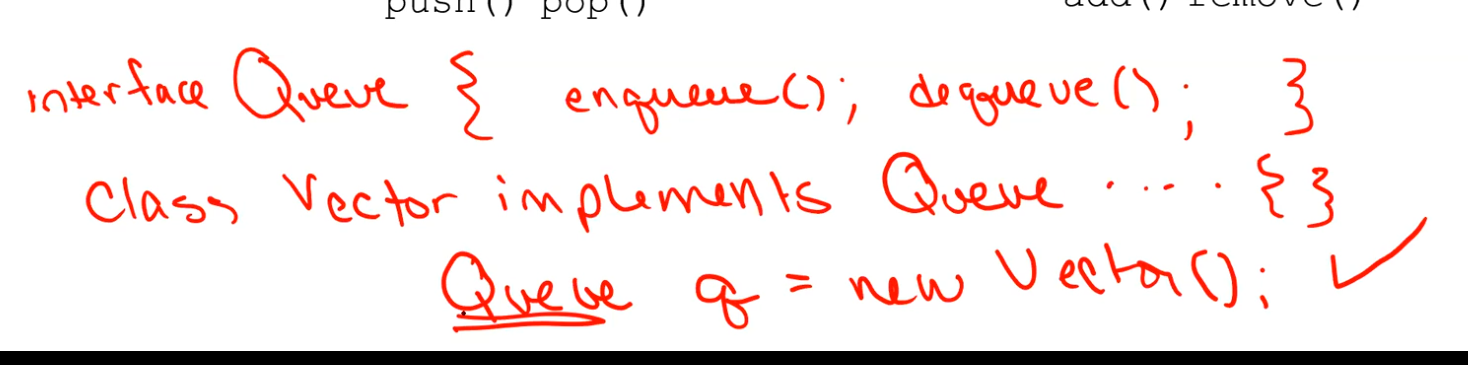 push() pop() add() remove()
interface Queue { enqueue(); dequeue(); }
class Vector implements Queue ..... {}
Queue q = new Vector(); ✓